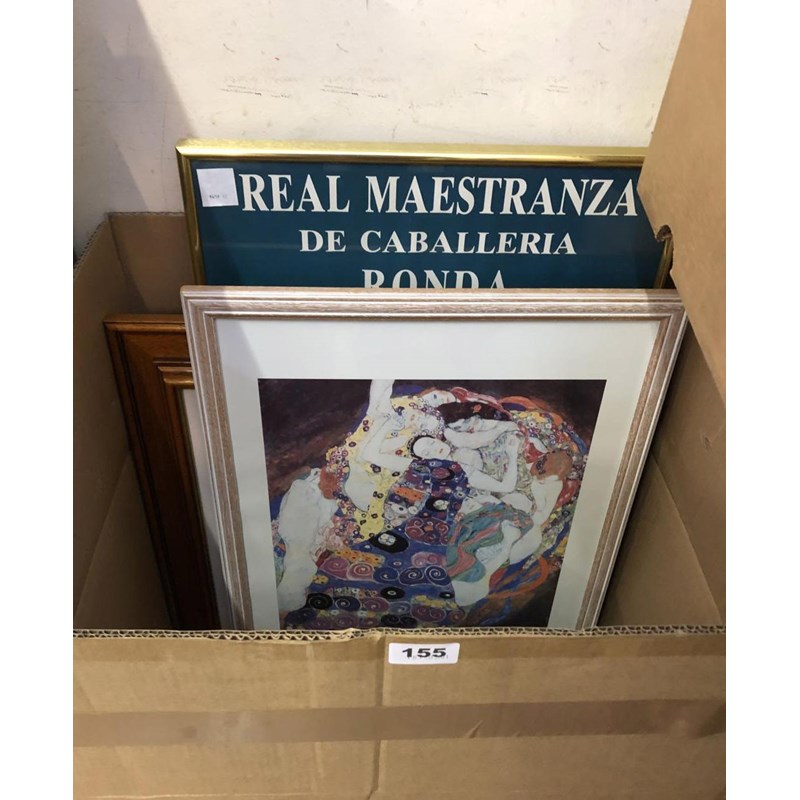 REAL MAESTRANZA
DE CABALLERIA
RONDA
155